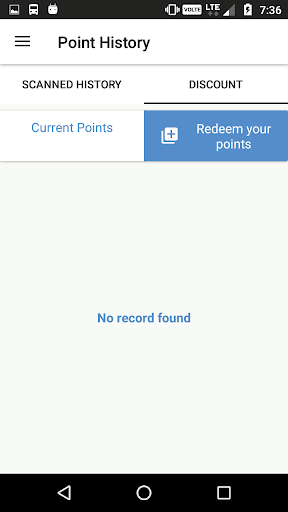 VOLTE LTE 7:36
Point History
SCANNED HISTORY DISCOUNT
Current Points
Redeem your
points
No record found